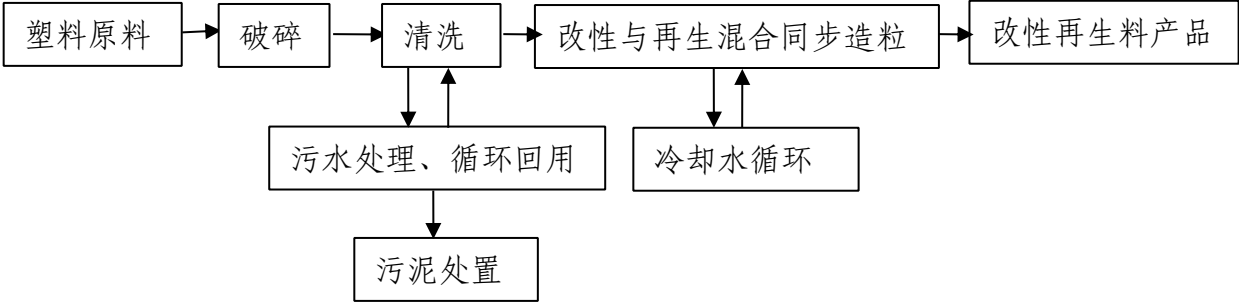 塑料原料
破碎
清洗
改性与再生混合同步造粒
改性再生料产品
污水处理、循环回用
冷却水循环
污泥处置